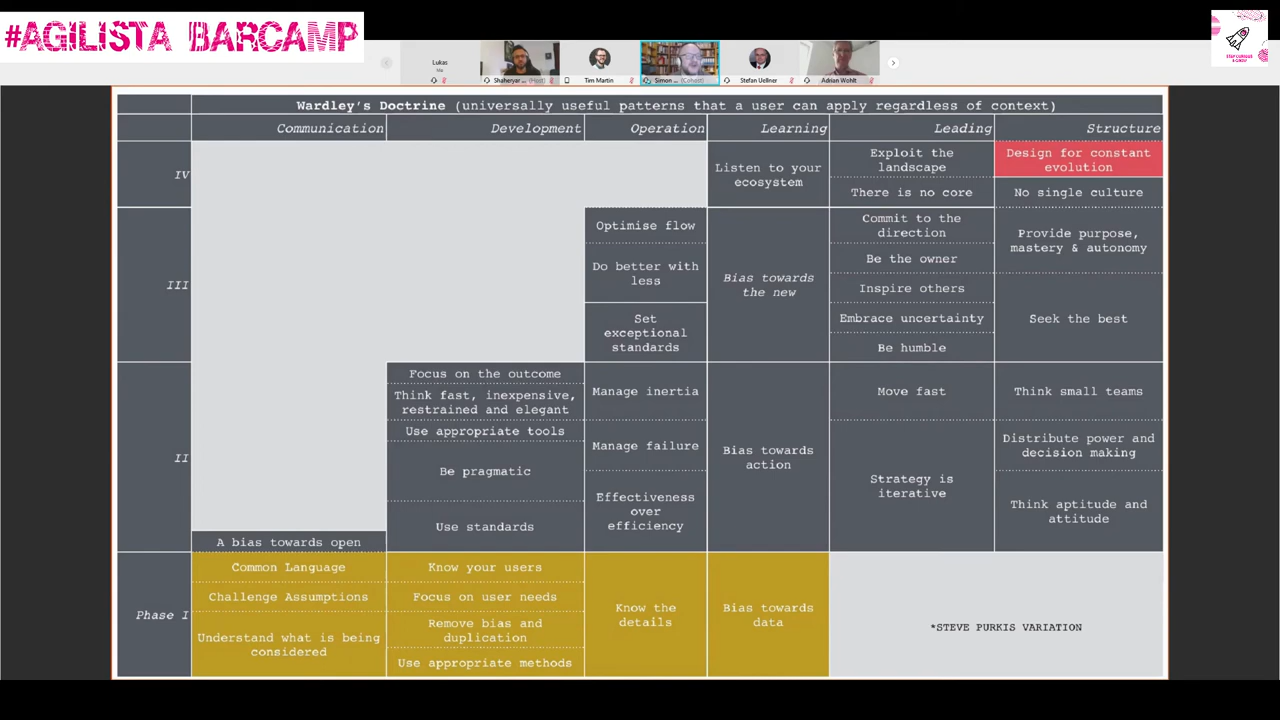 #AGILISTA BARCAMP
STEP CURIOUS
& GROW
Lukas
Me
Shaheryar ... (Host)
Tim Martin
Simon ... (Cohost)
Stefan Uellner
Adrian Wohlt
Wardley's Doctrine (universally useful patterns that a user can apply regardless of context)
Communication
Development
Operation
Learning
Leading
Structure
IV
Listen to your
ecosystem
Exploit the
landscape
There is no core
Design for constant
evolution
No single culture
III
Optimise flow
Do better with
less
Set
exceptional
standards
Bias towards
the new
Commit to the
direction
Be the owner
Inspire others
Embrace uncertainty
Be humble
Provide purpose,
mastery & autonomy
Seek the best
II
A bias towards open
Focus on the outcome
Think fast, inexpensive,
restrained and elegant
Use appropriate tools
Be pragmatic
Use standards
Manage inertia
Manage failure
Effectiveness
over
efficiency
Bias towards
action
Move fast
Strategy is
iterative
Think small teams
Distribute power and
decision making
Think aptitude and
attitude
Phase I
Common Language
Challenge Assumptions
Understand what is being
considered
Know your users
Focus on user needs
Remove bias and
duplication
Use appropriate methods
Know the
details
Bias towards
data
*STEVE PURKIS VARIATION